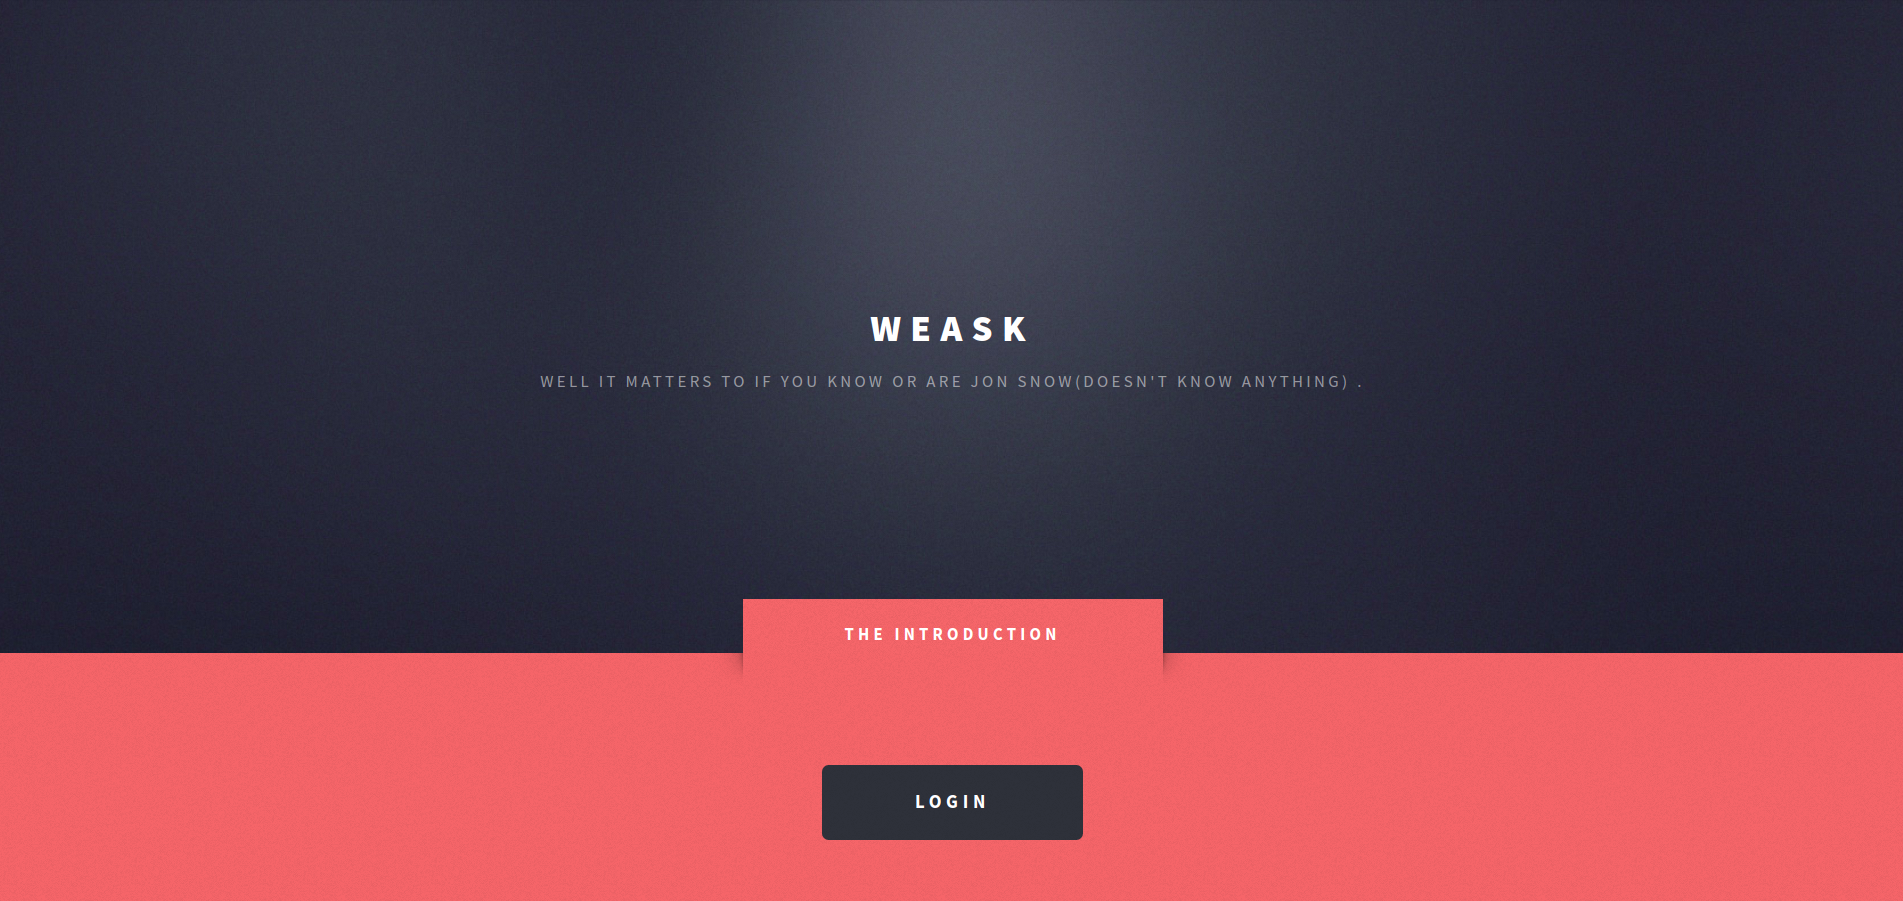 WEASK
WELL IT MATTERS TO IF YOU KNOW OR ARE JON SNOW(DOESN'T KNOW ANYTHING) .
THE INTRODUCTION
LOGIN